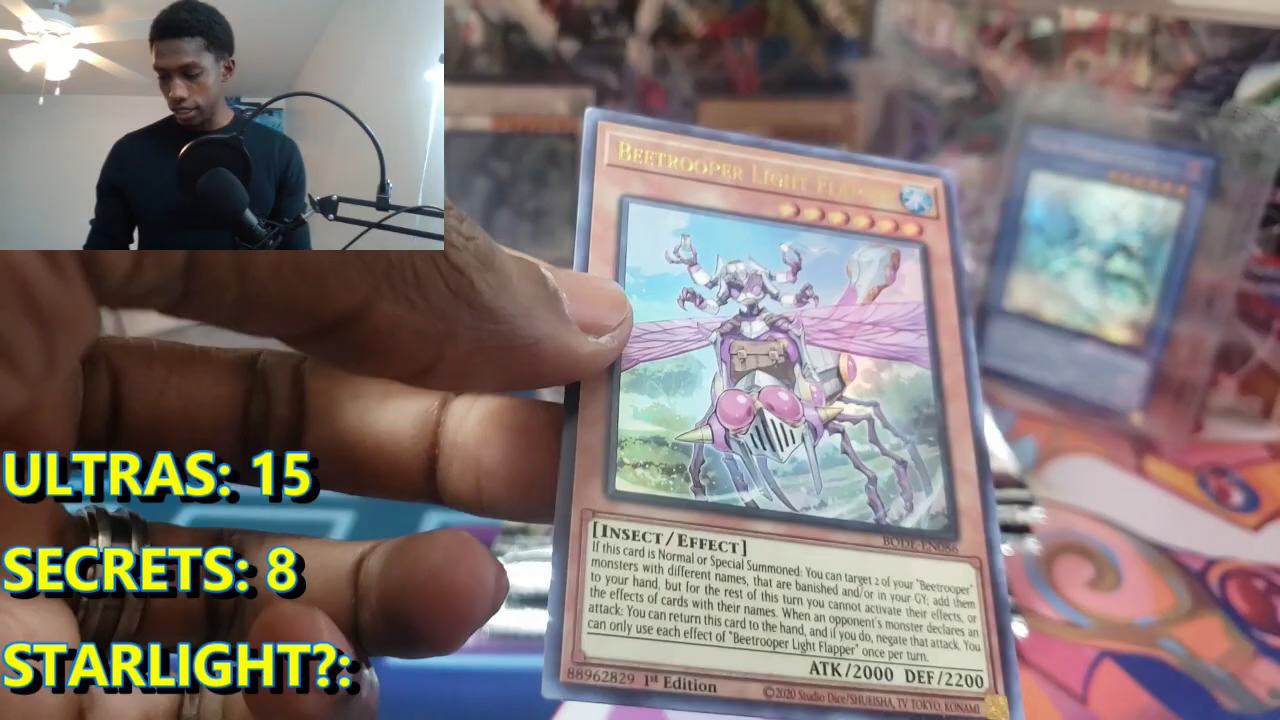 BEETROOPER LIGHT FLAPPER
BODE-EN086
[INSECT/EFFECT]
If this card is Normal or Special Summoned: You can target 2 of your "Beetrooper"
monsters with different names, that are banished and/or in your GY; add them
to your hand, but for the rest of this turn you cannot activate their effects, or
the effects of cards with their names. When an opponent's monster declares an
attack: You can return this card to the hand, and if you do, negate that attack. You
can only use each effect of "Beetrooper Light Flapper" once per turn.
ATK/2000 DEF/2200
88962829 1st Edition
©2020 Studio Dice/SHUEISHA, TV TOKYO, KONAMI
ULTRAS: 15
SECRETS: 8
STARLIGHT?: